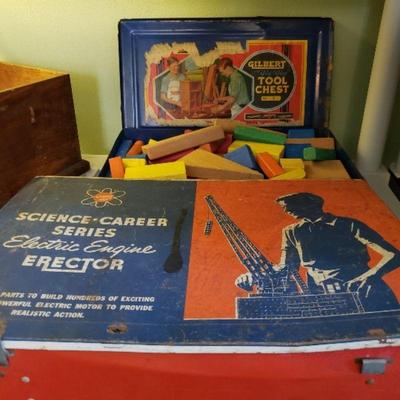 GILBERT
TOOL
CHEST
SCIENCE-CAREER
SERIES
Electric Engine
ERECTOR
PARTS TO BUILD HUNDREDS OF EXCITING
POWERFUL ELECTRIC MOTOR TO PROVIDE
REALISTIC ACTION.